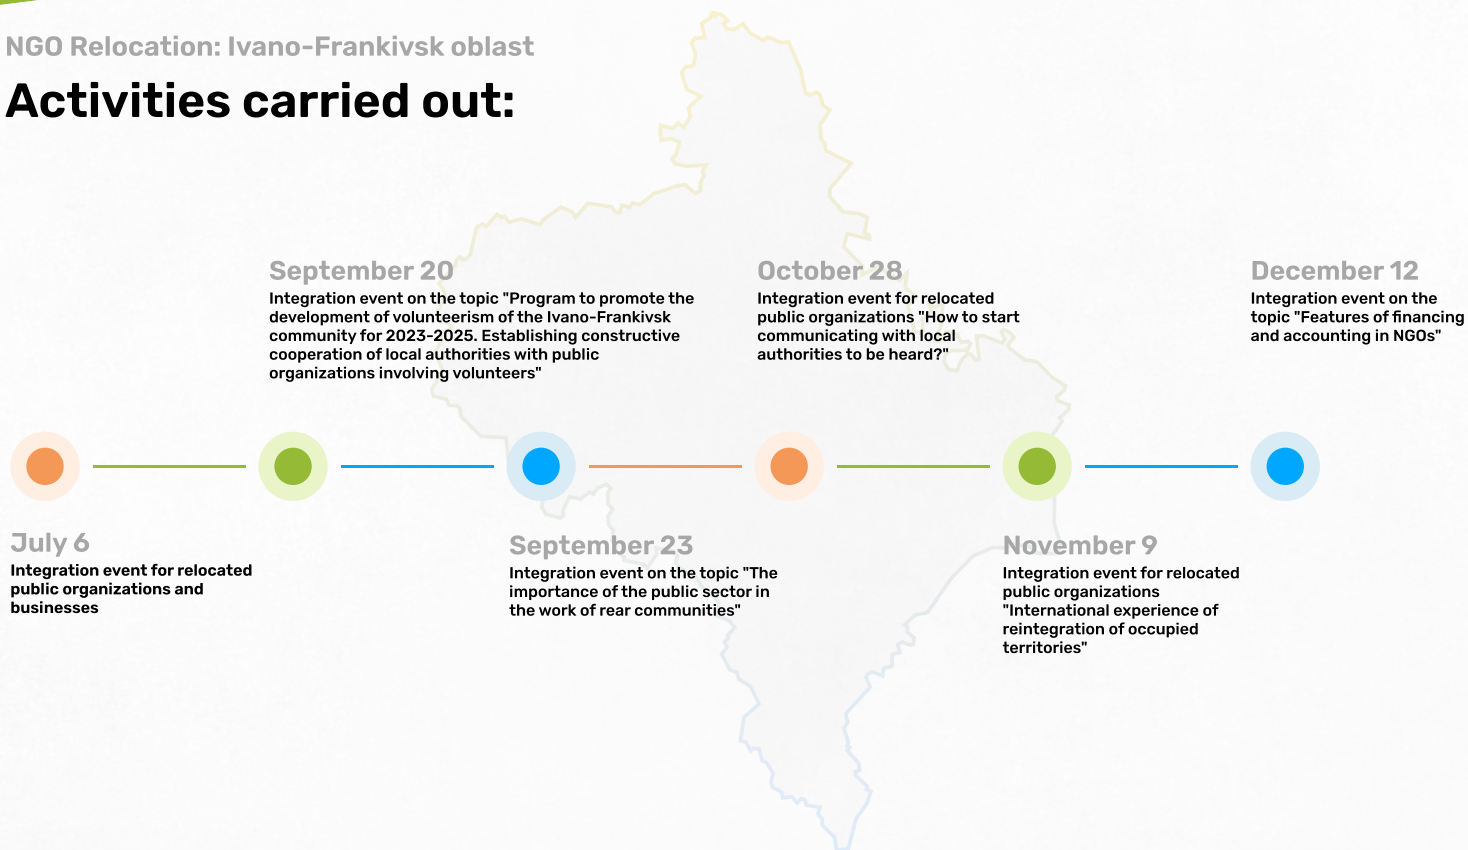 NGO Relocation: Ivano-Frankivsk oblast
Activities carried out:
July 6
Integration event for relocated
public organizations and
businesses
September 20
Integration event on the topic "Program to promote the
development of volunteerism of the Ivano-Frankivsk
community for 2023-2025. Establishing constructive
cooperation of local authorities with public
organizations involving volunteers"
September 23
Integration event on the topic "The
importance of the public sector in
the work of rear communities"
October 28
Integration event for relocated
public organizations "How to start
communicating with local
authorities to be heard?"
November 9
Integration event for relocated
public organizations
"International experience of
reintegration of occupied
territories"
December 12
Integration event on the
topic "Features of financing
and accounting in NGOs"